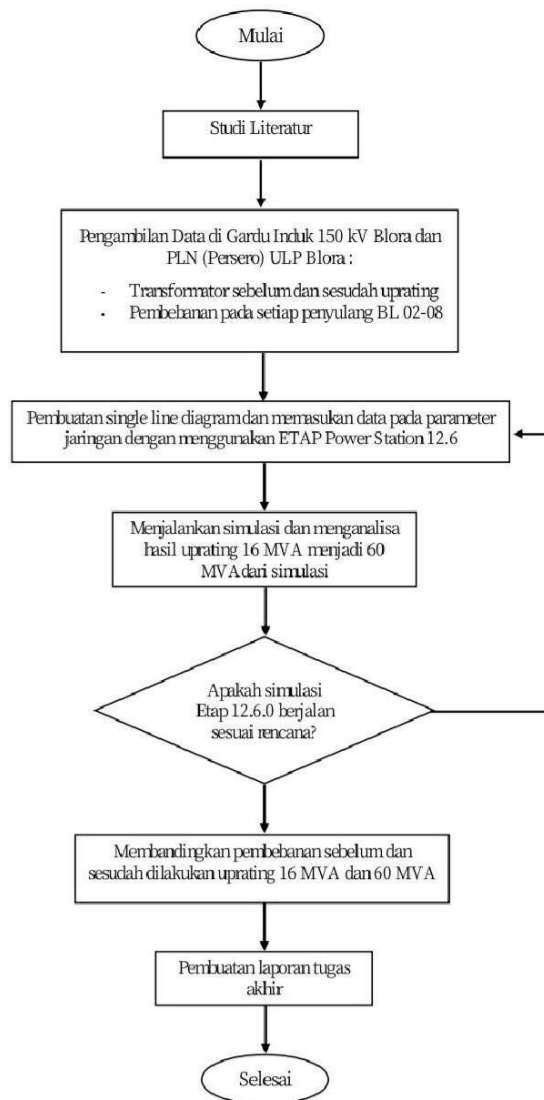 Mulai
Studi Literatur
Pengambilan Data di Gardu Induk 150 kV Blora dan
PLN (Persero) ULP Blora :
- Transformator sebelum dan sesudah uprating
- Pembebanan pada setiap penyulang BL 02-08
Pembuatan single line diagram dan memasukan data pada parameter
jaringan dengan menggunakan ETAP Power Station 12.6
Menjalankan simulasi dan menganalisa
hasil uprating 16 MVA menjadi 60
MVA dari simulasi
Apakah simulasi
Etap 12.6.0 berjalan
sesuai rencana?
Membandingkan pembebanan sebelum dan
sesudah dilakukan uprating 16 MVA dan 60 MVA
Pembuatan laporan tugas
akhir
Selesai